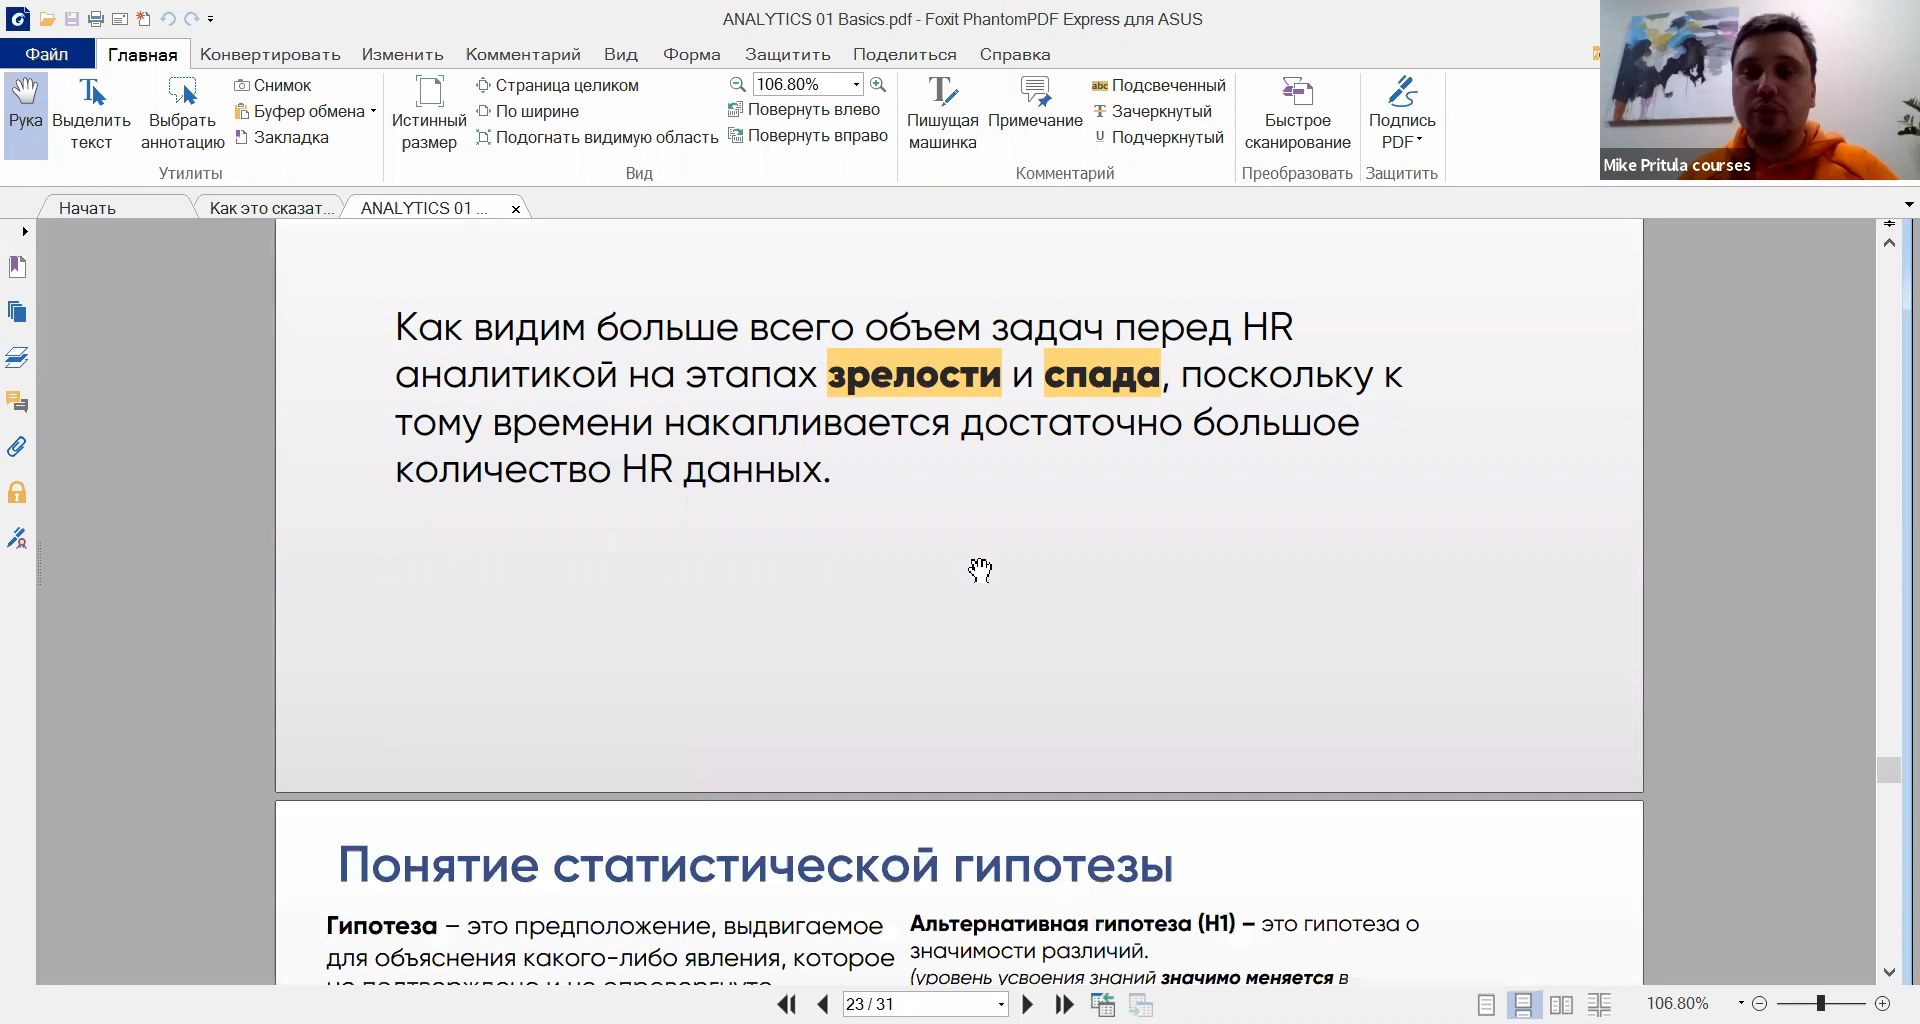 ANALYTICS 01 Basics.pdf - Foxit PhantomPDF Express для ASUS
Файл
Главная
Конвертировать
Изменить
Комментарий
Вид
Форма
Защитить
Поделиться
Справка
Рука
Выделить текст
Выбрать аннотацию
Снимок
Буфер обмена
Закладка
Утилиты
Истинный размер
Страница целиком
По ширине
Подогнать видимую область
106.80%
Повернуть влево
Повернуть вправо
Вид
Пишущая машинка
Примечание
Подсвеченный
Зачеркнутый
Подчеркнутый
Комментарий
Быстрое сканирование
Преобразовать
Подпись PDF
Защитить
Mike Pritula courses
Начать
Как это сказат...
ANALYTICS 01 ...
Как видим больше всего объем задач перед HR
аналитикой на этапах зрелости и спада, поскольку к
тому времени накапливается достаточно большое
количество HR данных.
Понятие статистической гипотезы
Гипотеза – это предположение, выдвигаемое
для объяснения какого-либо явления, которое
Альтернативная гипотеза (H1) – это гипотеза о
значимости различий.
(уровень усвоения знаний значимо меняется в
23 / 31
106.80%